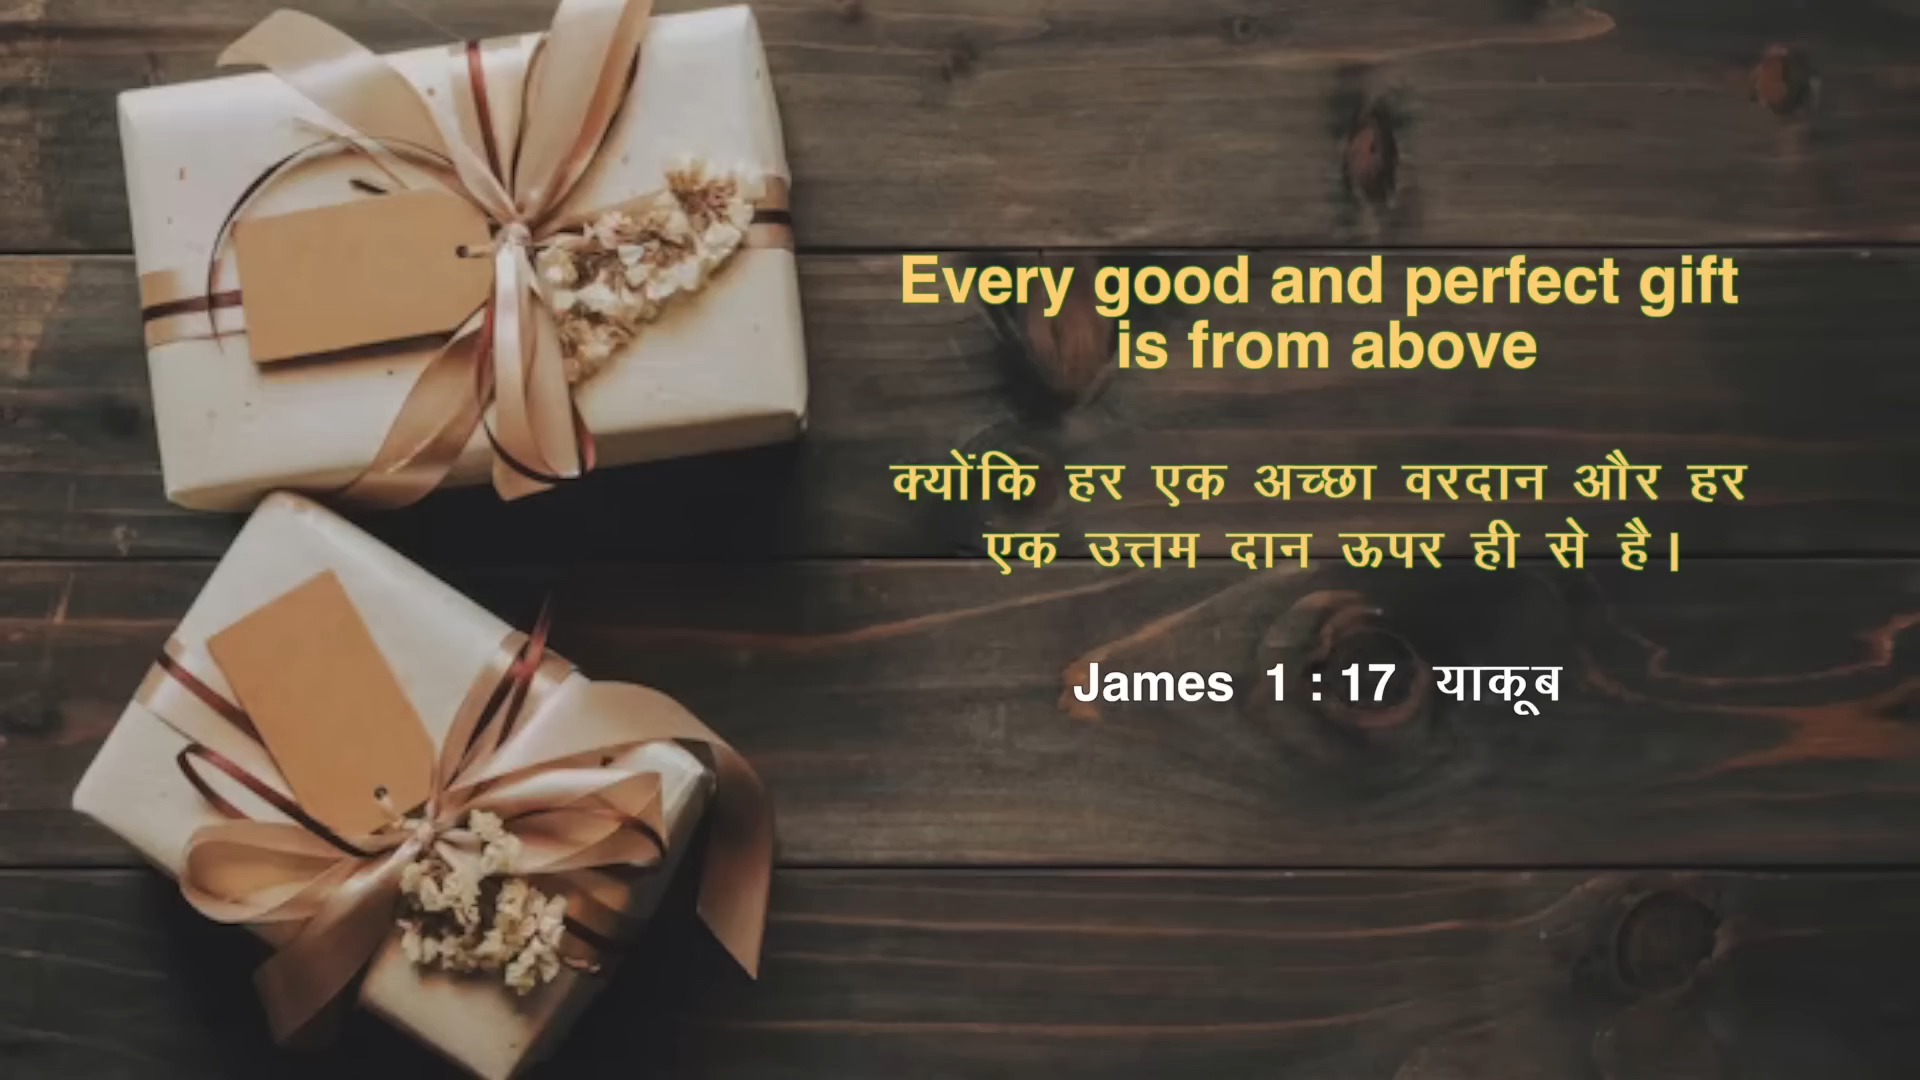 Every good and perfect gift
is from above
क्योंकि हर एक अच्छा वरदान और हर
एक उत्तम दान ऊपर ही से है।
James 1 : 17 याकूब